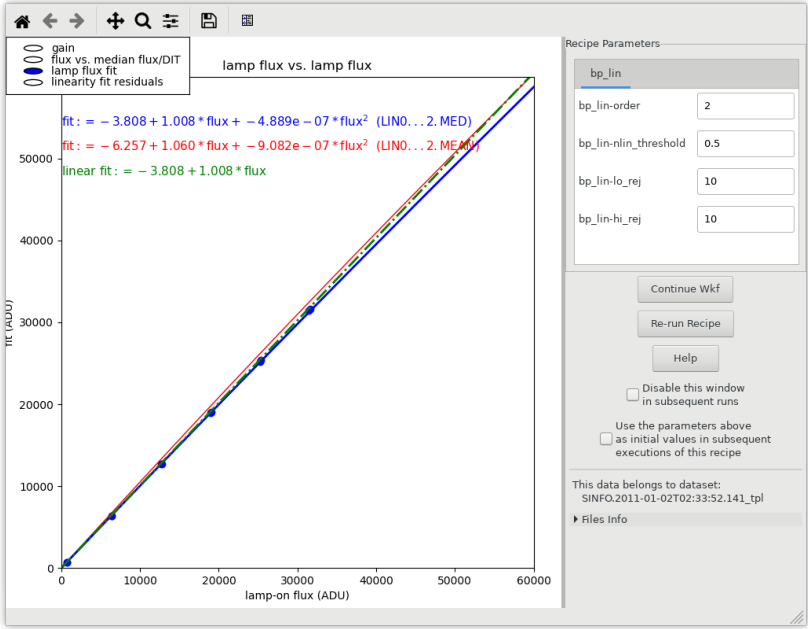 gain
flux vs. median flux/DIT
lamp flux fit
linearity fit residuals
lamp flux vs. lamp flux
fit : = − 3.808 + 1.008 * flux + − 4.889e − 07 * flux² (LIN0. . . 2. MED)
fit : = − 6.257 + 1.060 * flux + − 9.082e − 07 * flux² (LIN0. . . 2. MEAN)
linear fit : = − 3.808 + 1.008 * flux
50000
40000
30000
20000
10000
0
fit (ADU)
0 10000 20000 30000 40000 50000 60000
lamp-on flux (ADU)
Recipe Parameters
bp_lin
bp_lin-order 2
bp_lin-nlin_threshold 0.5
bp_lin-lo_rej 10
bp_lin-hi_rej 10
Continue Wkf
Re-run Recipe
Help
Disable this window
in subsequent runs
Use the parameters above
as initial values in subsequent
executions of this recipe
This data belongs to dataset:
SINFO.2011-01-02T02:33:52.141_tpl
Files Info